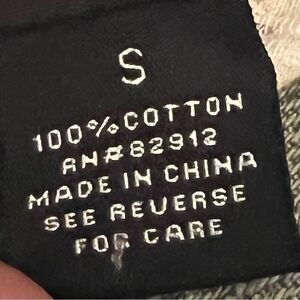 S
100% COTTON
RN#82912
MADE IN CHINA
SEE REVERSE
FOR CARE